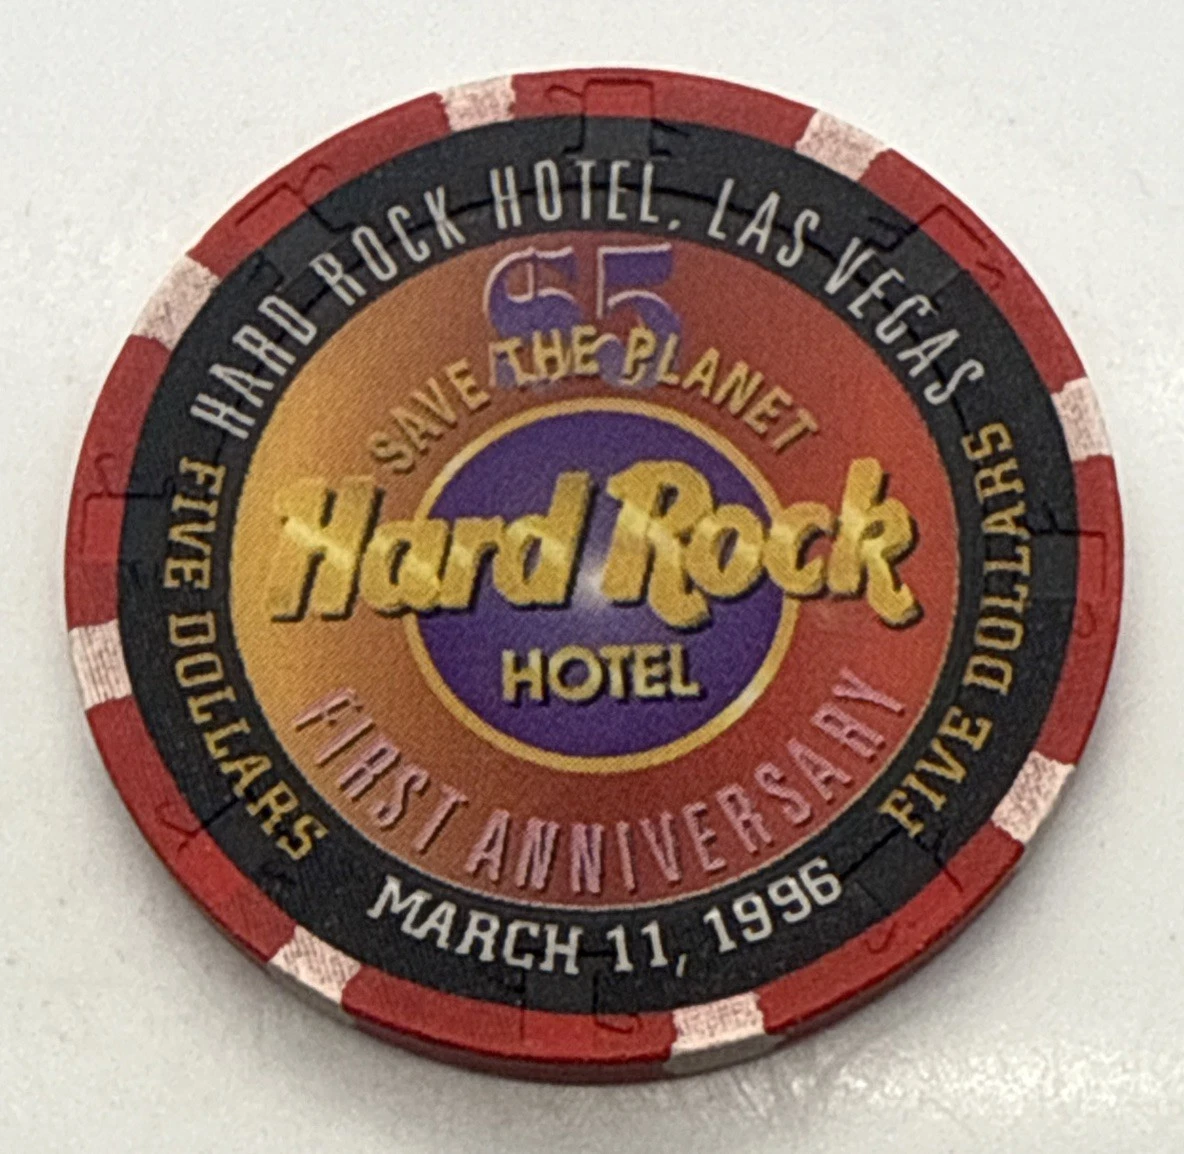 HARD ROCK HOTEL, LAS VEGAS
$5
SAVE THE PLANET
Hard Rock
HOTEL
FIRST ANNIVERSARY
FIVE DOLLARS
FIVE DOLLARS
MARCH 11, 1996